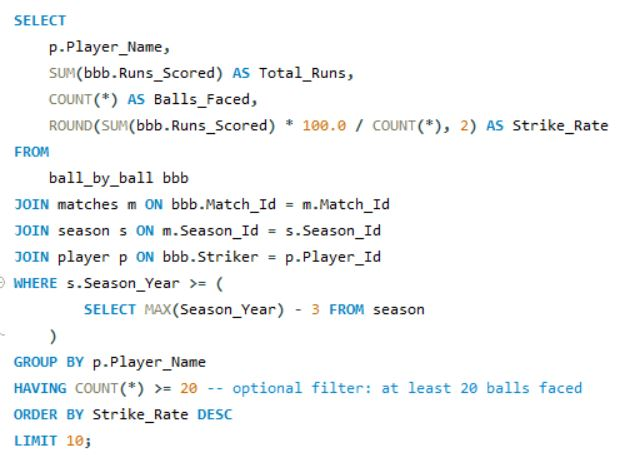 SELECT
p.Player_Name,
SUM(bbb.Runs_Scored) AS Total_Runs,
COUNT(*) AS Balls_Faced,
ROUND(SUM(bbb.Runs_Scored) * 100.0 / COUNT(*), 2) AS Strike_Rate
FROM
ball_by_ball bbb
JOIN matches m ON bbb.Match_Id = m.Match_Id
JOIN season s ON m.Season_Id = s.Season_Id
JOIN player p ON bbb.Striker = p.Player_Id
WHERE s.Season_Year >= (
SELECT MAX(Season_Year) - 3 FROM season
)
GROUP BY p.Player_Name
HAVING COUNT(*) >= 20 -- optional filter: at least 20 balls faced
ORDER BY Strike_Rate DESC
LIMIT 10;